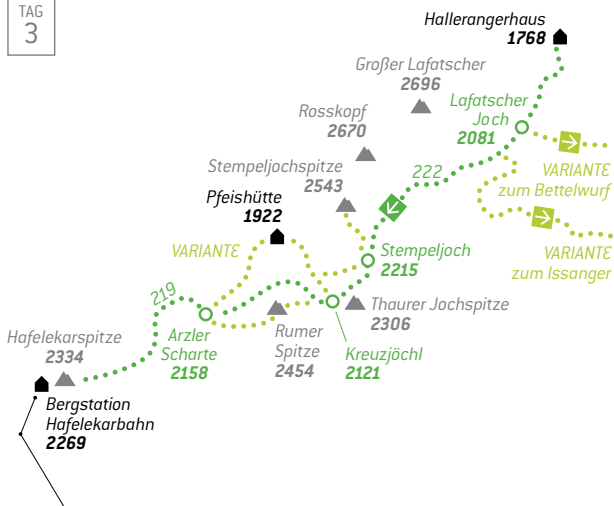 TAG
3
Hallerangerhaus
1768
Großer Lafatscher
2696
Lafatscher
Joch
2081
Rosskopf
2670
Stempeljochspitze
2543
222
VARIANTE
zum Bettelwurf
Pfeishütte
1922
VARIANTE
Stempeljoch
2215
VARIANTE
zum Issanger
219
Thaurer Jochspitze
2306
Hafelekarspitze
2334
Arzler
Scharte
2158
Rumer
Spitze
2454
Kreuzjöchl
2121
Bergstation
Hafelekarbahn
2269